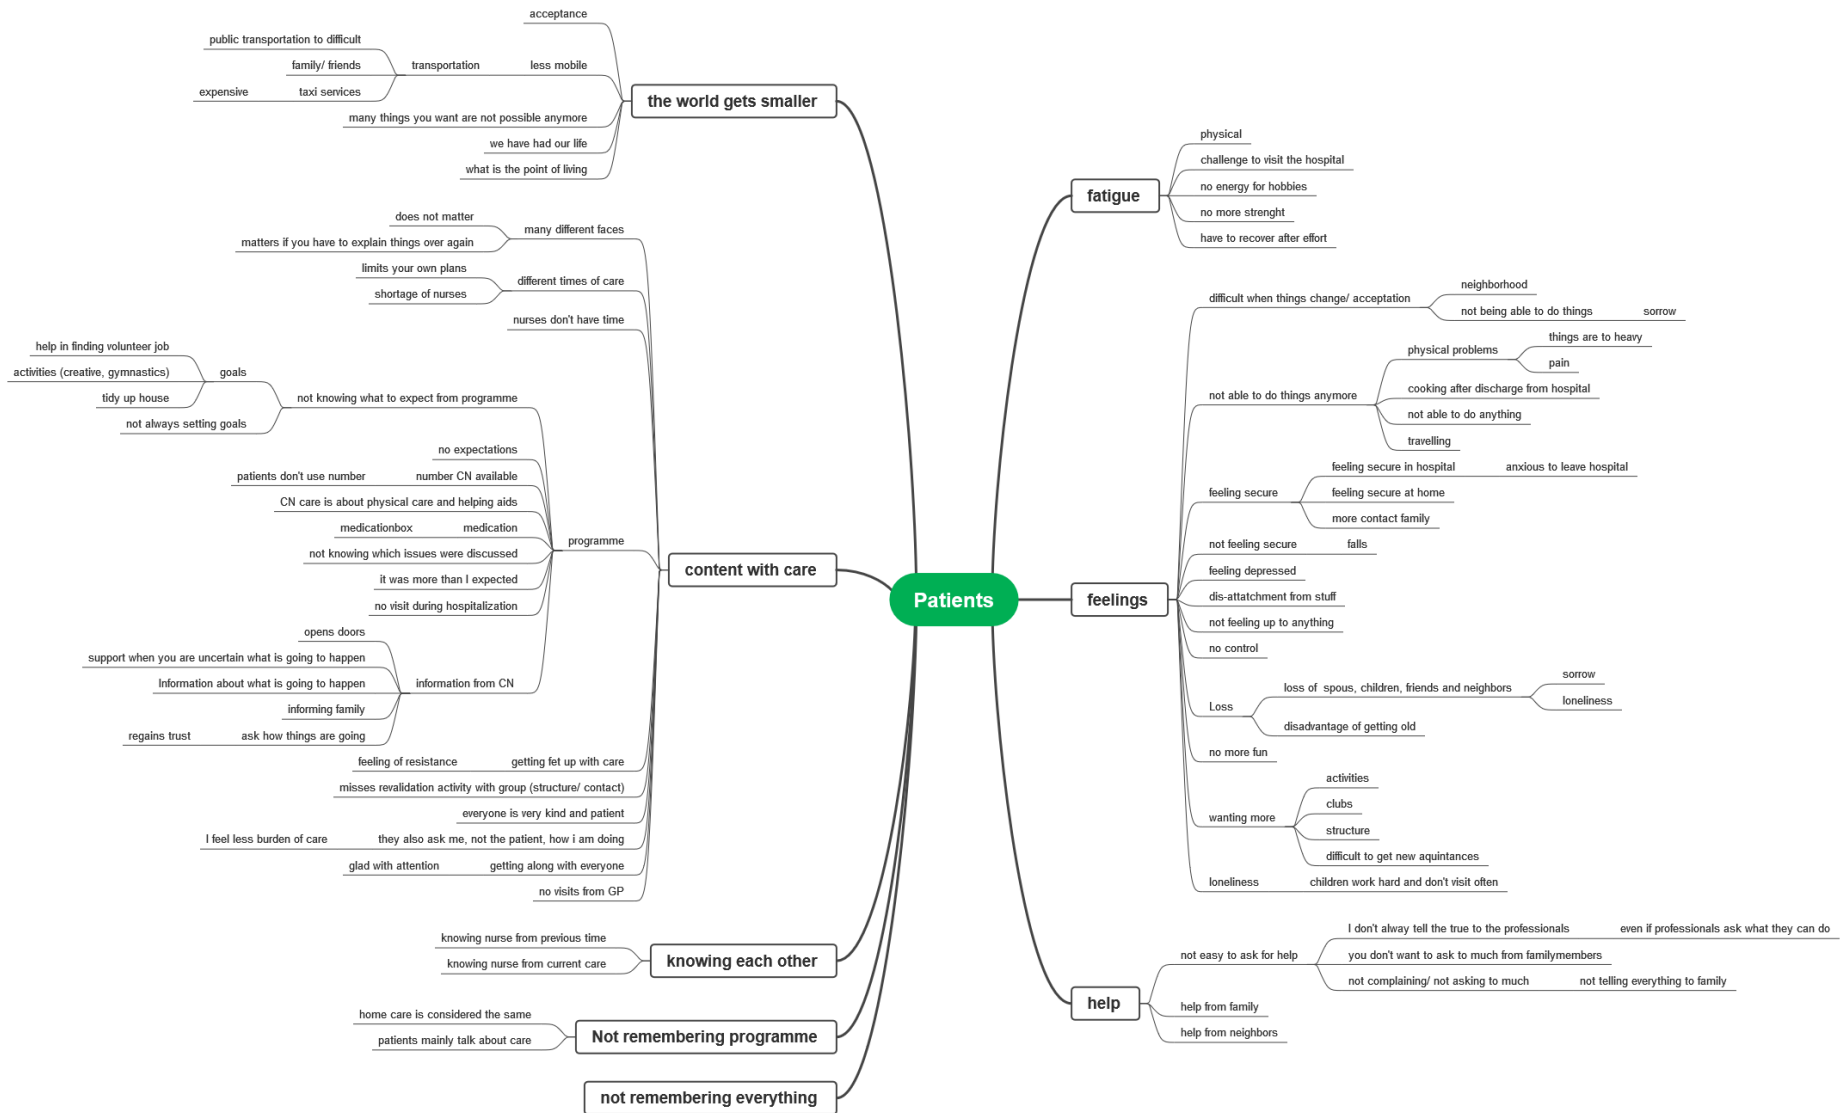 Patients
the world gets smaller
acceptance
less mobile
transportation
public transportation to difficult
family/ friends
taxi services
expensive
many things you want are not possible anymore
we have had our life
what is the point of living
content with care
many different faces
does not matter
matters if you have to explain things over again
different times of care
limits your own plans
shortage of nurses
nurses don't have time
programme
not knowing what to expect from programme
goals
help in finding volunteer job
activities (creative, gymnastics)
tidy up house
not always setting goals
no expectations
number CN available
patients don't use number
CN care is about physical care and helping aids
medication
medicationbox
not knowing which issues were discussed
it was more than I expected
no visit during hospitalization
information from CN
opens doors
support when you are uncertain what is going to happen
Information about what is going to happen
informing family
ask how things are going
regains trust
getting fet up with care
feeling of resistance
misses revalidation activity with group (structure/ contact)
everyone is very kind and patient
they also ask me, not the patient, how i am doing
I feel less burden of care
getting along with everyone
glad with attention
no visits from GP
knowing each other
knowing nurse from previous time
knowing nurse from current care
Not remembering programme
home care is considered the same
patients mainly talk about care
not remembering everything
fatigue
physical
challenge to visit the hospital
no energy for hobbies
no more strenght
have to recover after effort
feelings
difficult when things change/ acceptation
neighborhood
not being able to do things
sorrow
not able to do things anymore
physical problems
things are to heavy
pain
cooking after discharge from hospital
not able to do anything
travelling
feeling secure
feeling secure in hospital
anxious to leave hospital
feeling secure at home
more contact family
not feeling secure
falls
feeling depressed
dis-attatchment from stuff
not feeling up to anything
no control
Loss
loss of  spous, children, friends and neighbors
sorrow
loneliness
disadvantage of getting old
no more fun
wanting more
activities
clubs
structure
difficult to get new aquintances
loneliness
children work hard and don't visit often
help
not easy to ask for help
I don't alway tell the true to the professionals
even if professionals ask what they can do
you don't want to ask to much from familymembers
not complaining/ not asking to much
not telling everything to family
help from family
help from neighbors